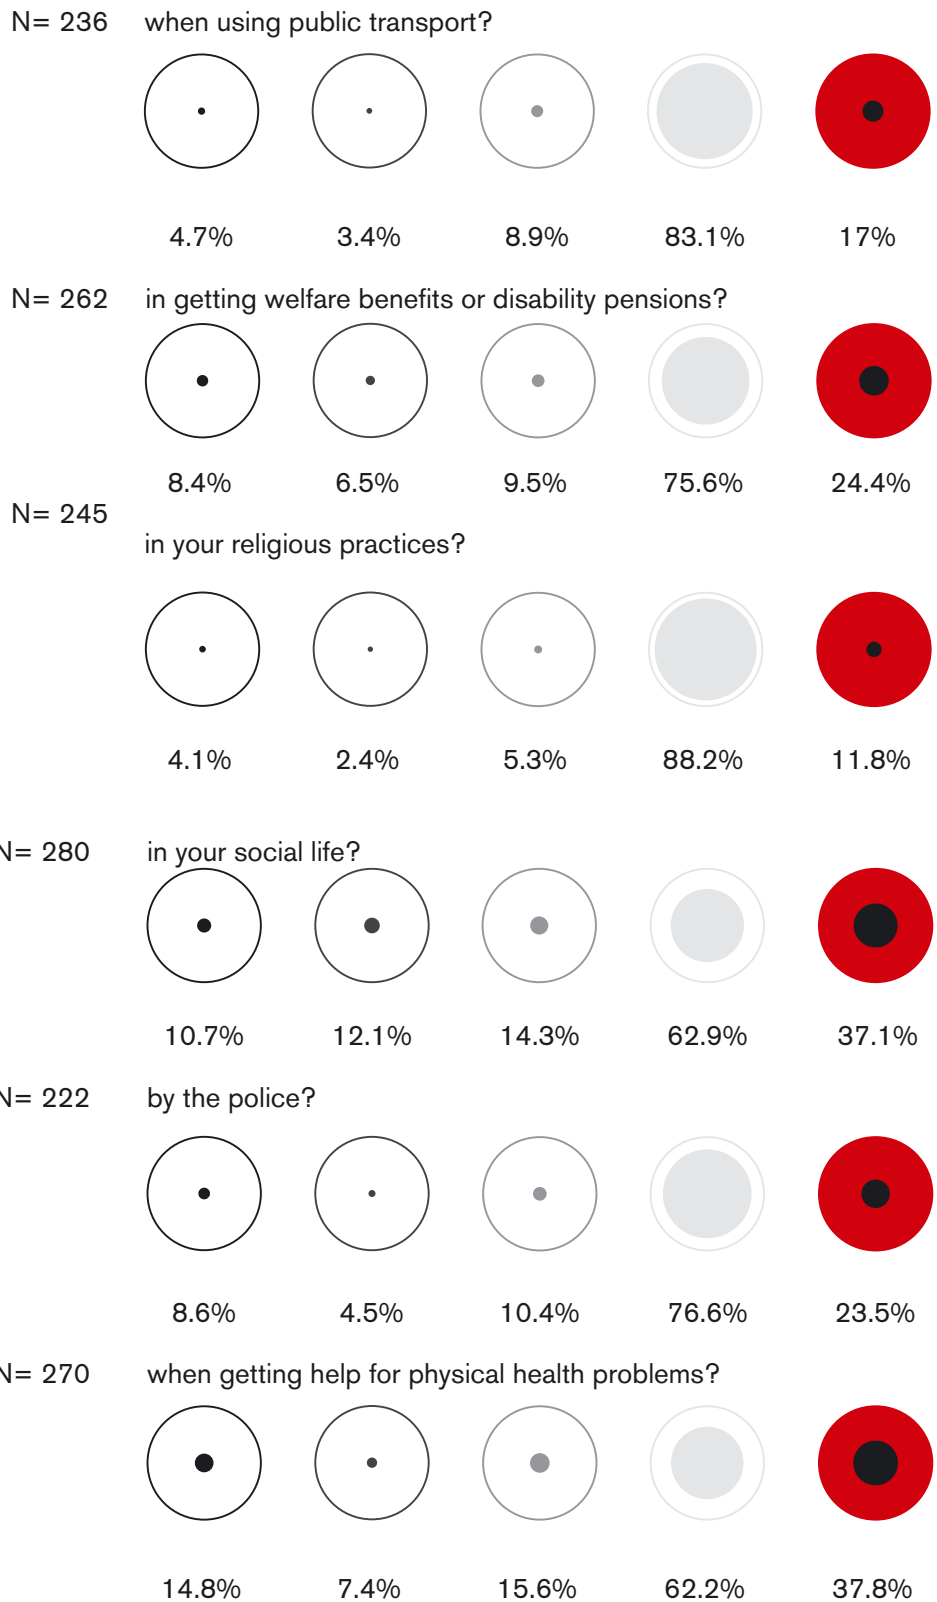 N= 236 when using public transport?
4.7% 3.4% 8.9% 83.1% 17%
N= 262 in getting welfare benefits or disability pensions?
8.4% 6.5% 9.5% 75.6% 24.4%
N= 245
in your religious practices?
4.1% 2.4% 5.3% 88.2% 11.8%
N= 280 in your social life?
10.7% 12.1% 14.3% 62.9% 37.1%
N= 222 by the police?
8.6% 4.5% 10.4% 76.6% 23.5%
N= 270 when getting help for physical health problems?
14.8% 7.4% 15.6% 62.2% 37.8%